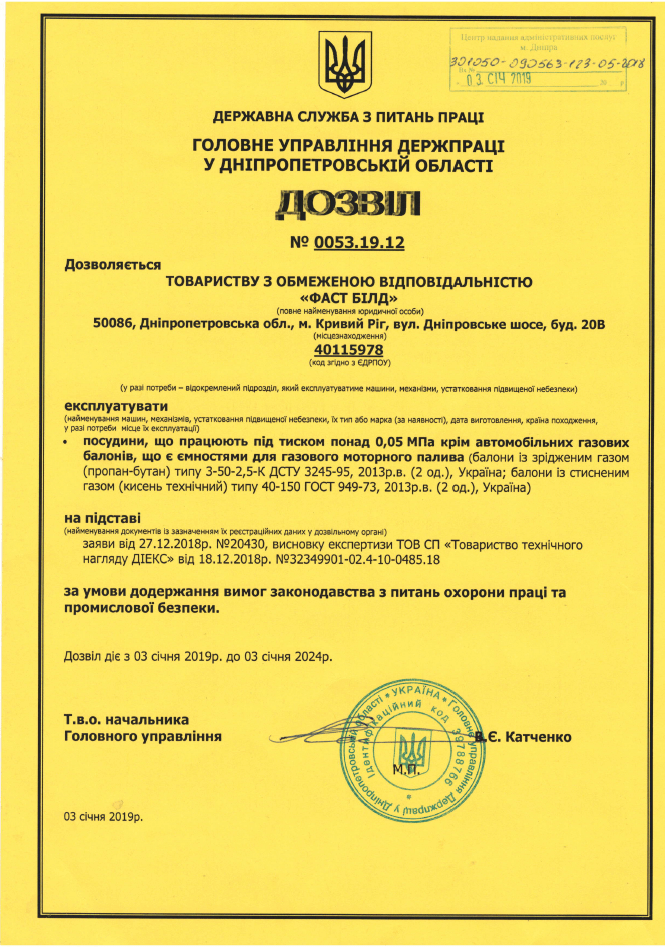 Центр надання адміністративних послуг
м. Дніпра
301050-090563-123-05-2018
Вх №
03 СІЧ 2019 20 р
ДЕРЖАВНА СЛУЖБА З ПИТАНЬ ПРАЦІ
ГОЛОВНЕ УПРАВЛІННЯ ДЕРЖПРАЦІ
У ДНІПРОПЕТРОВСЬКІЙ ОБЛАСТІ
ДОЗВІЛ
№ 0053.19.12
Дозволяється
ТОВАРИСТВУ З ОБМЕЖЕНОЮ ВІДПОВІДАЛЬНІСТЮ
«ФАСТ БІЛД»
(повне найменування юридичної особи)
50086, Дніпропетровська обл., м. Кривий Ріг, вул. Дніпровське шосе, буд. 20В
(місцезнаходження)
40115978
(код згідно з ЄДРПОУ)
(у разі потреби – відокремлений підрозділ, який експлуатуватиме машини, механізми, устатковання підвищеної небезпеки)
експлуатувати
(найменування машин, механізмів, устатковання підвищеної небезпеки, їх тип або марка (за наявності), дата виготовлення, країна походження,
у разі потреби місце їх експлуатації)
• посудини, що працюють під тиском понад 0,05 МПа крім автомобільних газових
балонів, що є ємностями для газового моторного палива (балони із зрідженим газом
(пропан-бутан) типу 3-50-2,5-К ДСТУ 3245-95, 2013р.в. (2 од.), Україна; балони із стисненим
газом (кисень технічний) типу 40-150 ГОСТ 949-73, 2013р.в. (2 од.), Україна)
на підставі
(найменування документів із зазначенням їх реєстраційних даних у дозвільному органі)
заяви від 27.12.2018р. №20430, висновку експертизи ТОВ СП «Товариство технічного
нагляду ДІЕКС» від 18.12.2018р. №32349901-02.4-10-0485.18
за умови додержання вимог законодавства з питань охорони праці та
промислової безпеки.
Дозвіл діє з 03 січня 2019р. до 03 січня 2024р.
Т.в.о. начальника
Головного управління В.Є. Катченко
М.П.
* УКРАЇНА * Головне управління Держпраці у Дніпропетровській області
Ідентифікаційний код 39788766
03 січня 2019р.